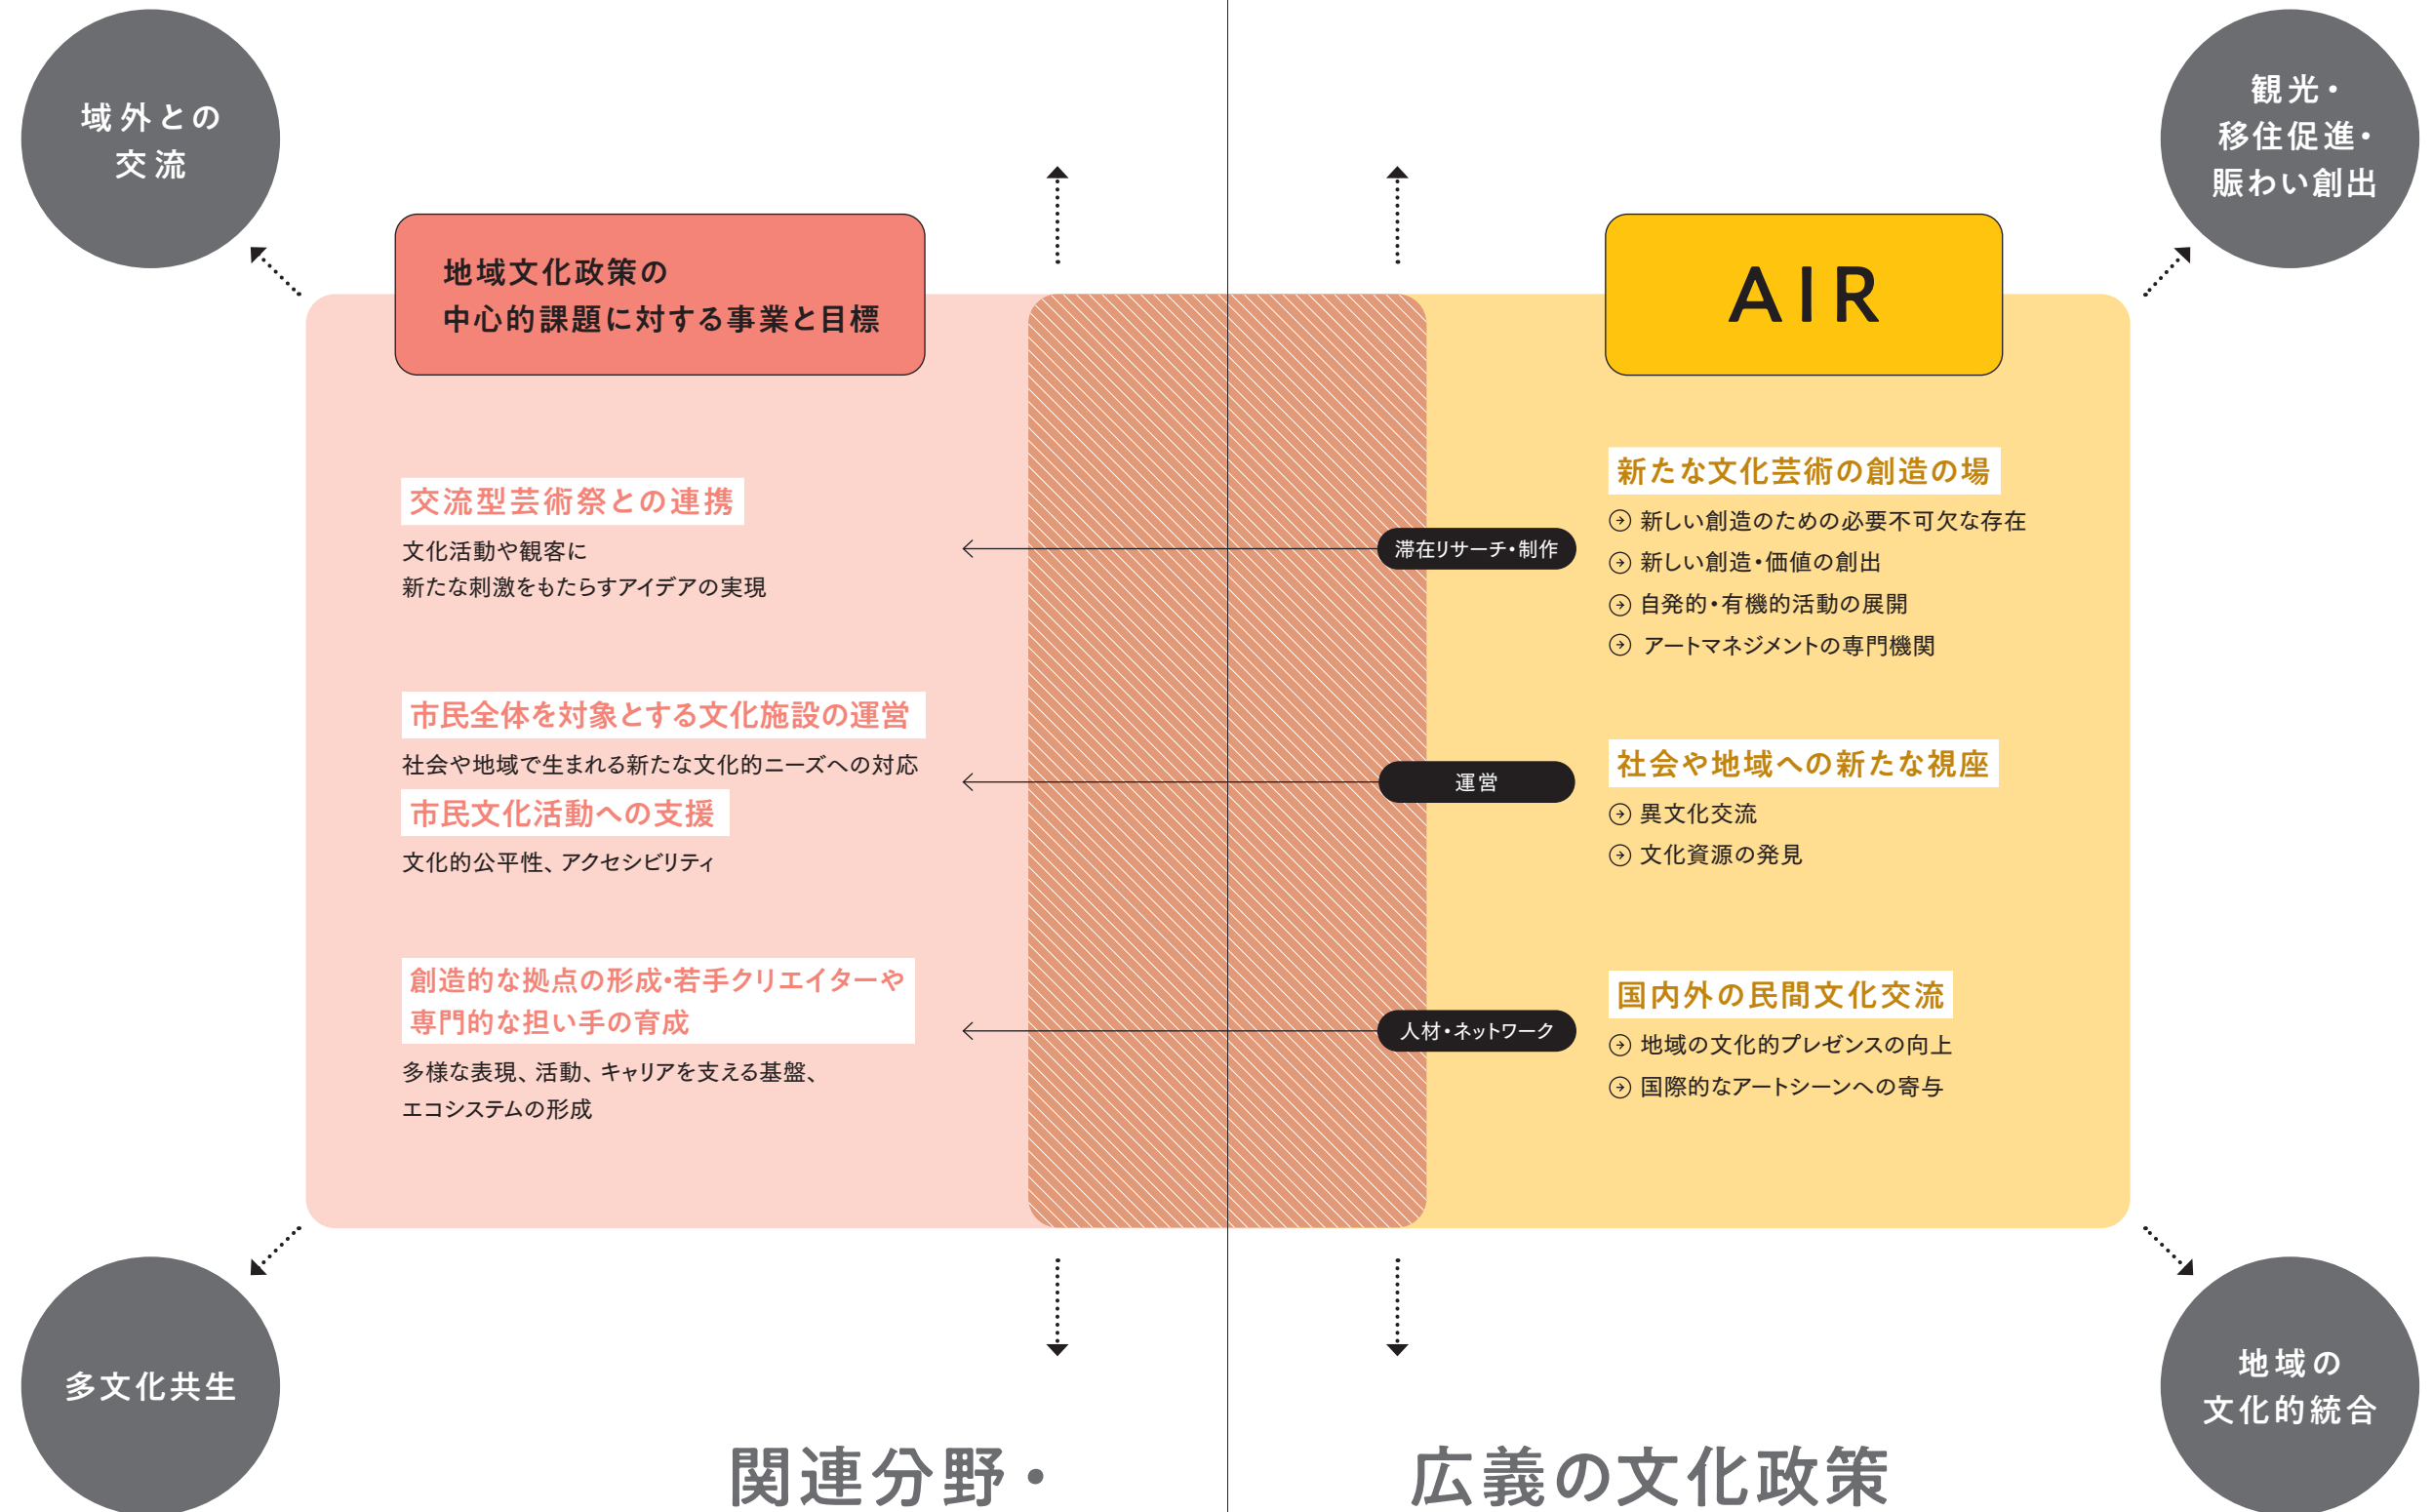 域外との
交流
観光・
移住促進・
賑わい創出
地域文化政策の
中心的課題に対する事業と目標
AIR
交流型芸術祭との連携
文化活動や観客に
新たな刺激をもたらすアイデアの実現
市民全体を対象とする文化施設の運営
社会や地域で生まれる新たな文化的ニーズへの対応
市民文化活動への支援
文化的公平性、アクセシビリティ
創造的な拠点の形成・若手クリエイターや
専門的な担い手の育成
多様な表現、活動、キャリアを支える基盤、
エコシステムの形成
滞在リサーチ・制作
運営
人材・ネットワーク
新たな文化芸術の創造の場
新しい創造のための必要不可欠な存在
新しい創造・価値の創出
自発的・有機的活動の展開
アートマネジメントの専門機関
社会や地域への新たな視座
異文化交流
文化資源の発見
国内外の民間文化交流
地域の文化的プレゼンスの向上
国際的なアートシーンへの寄与
多文化共生
地域の
文化的統合
関連分野・
広義の文化政策